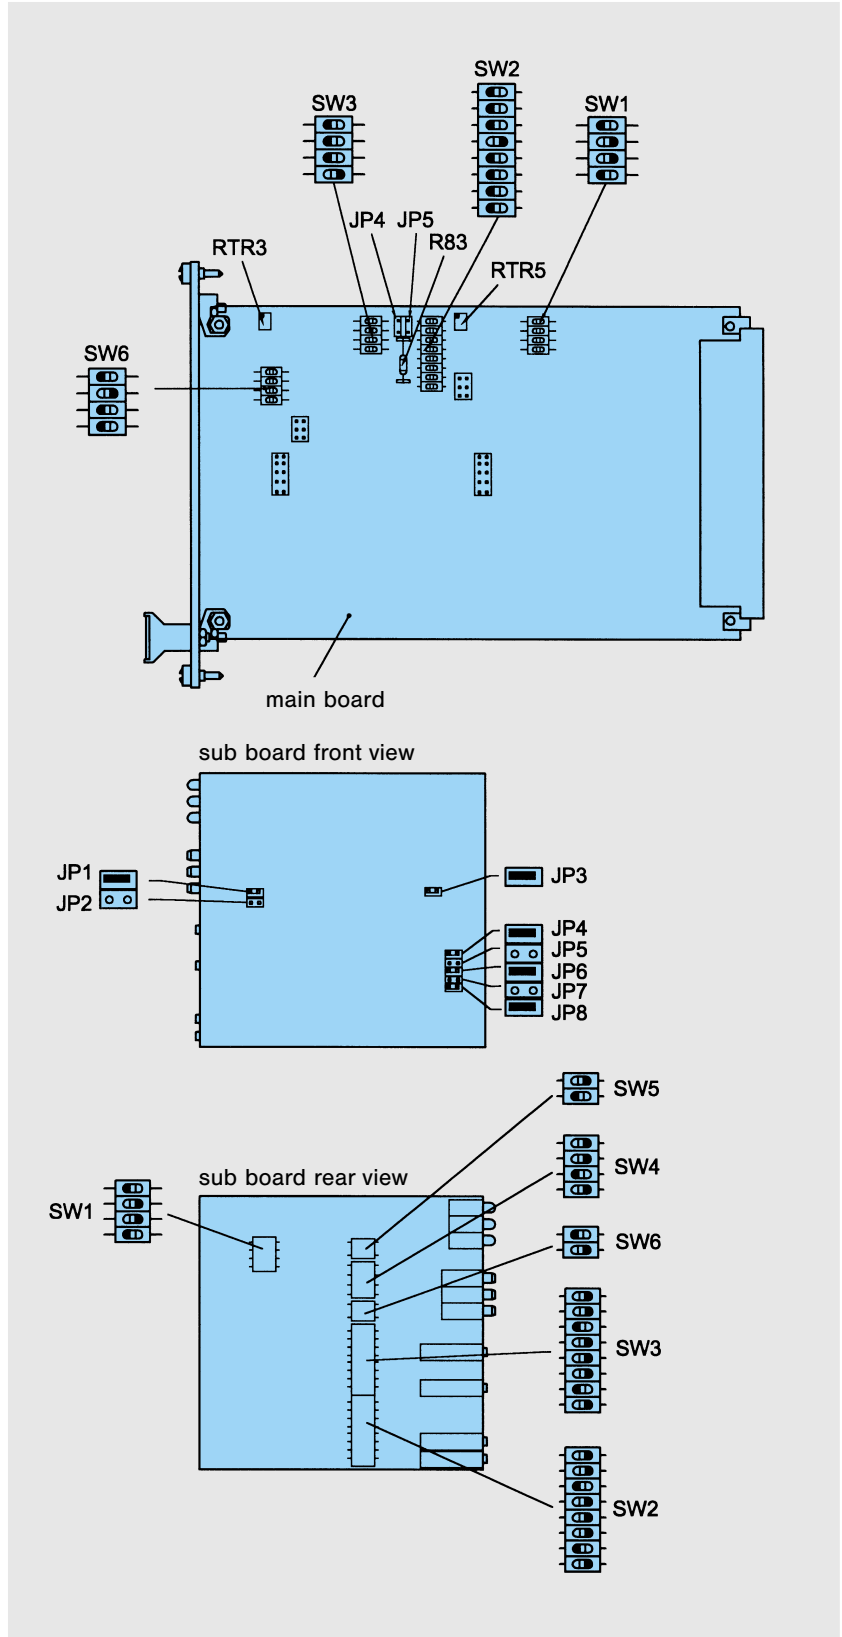 SW2
SW3
SW1
JP4
JP5
R83
RTR3
RTR5
SW6
main board
sub board front view
JP1
JP2
JP3
JP4
JP5
JP6
JP7
JP8
SW5
SW4
sub board rear view
SW1
SW6
SW3
SW2